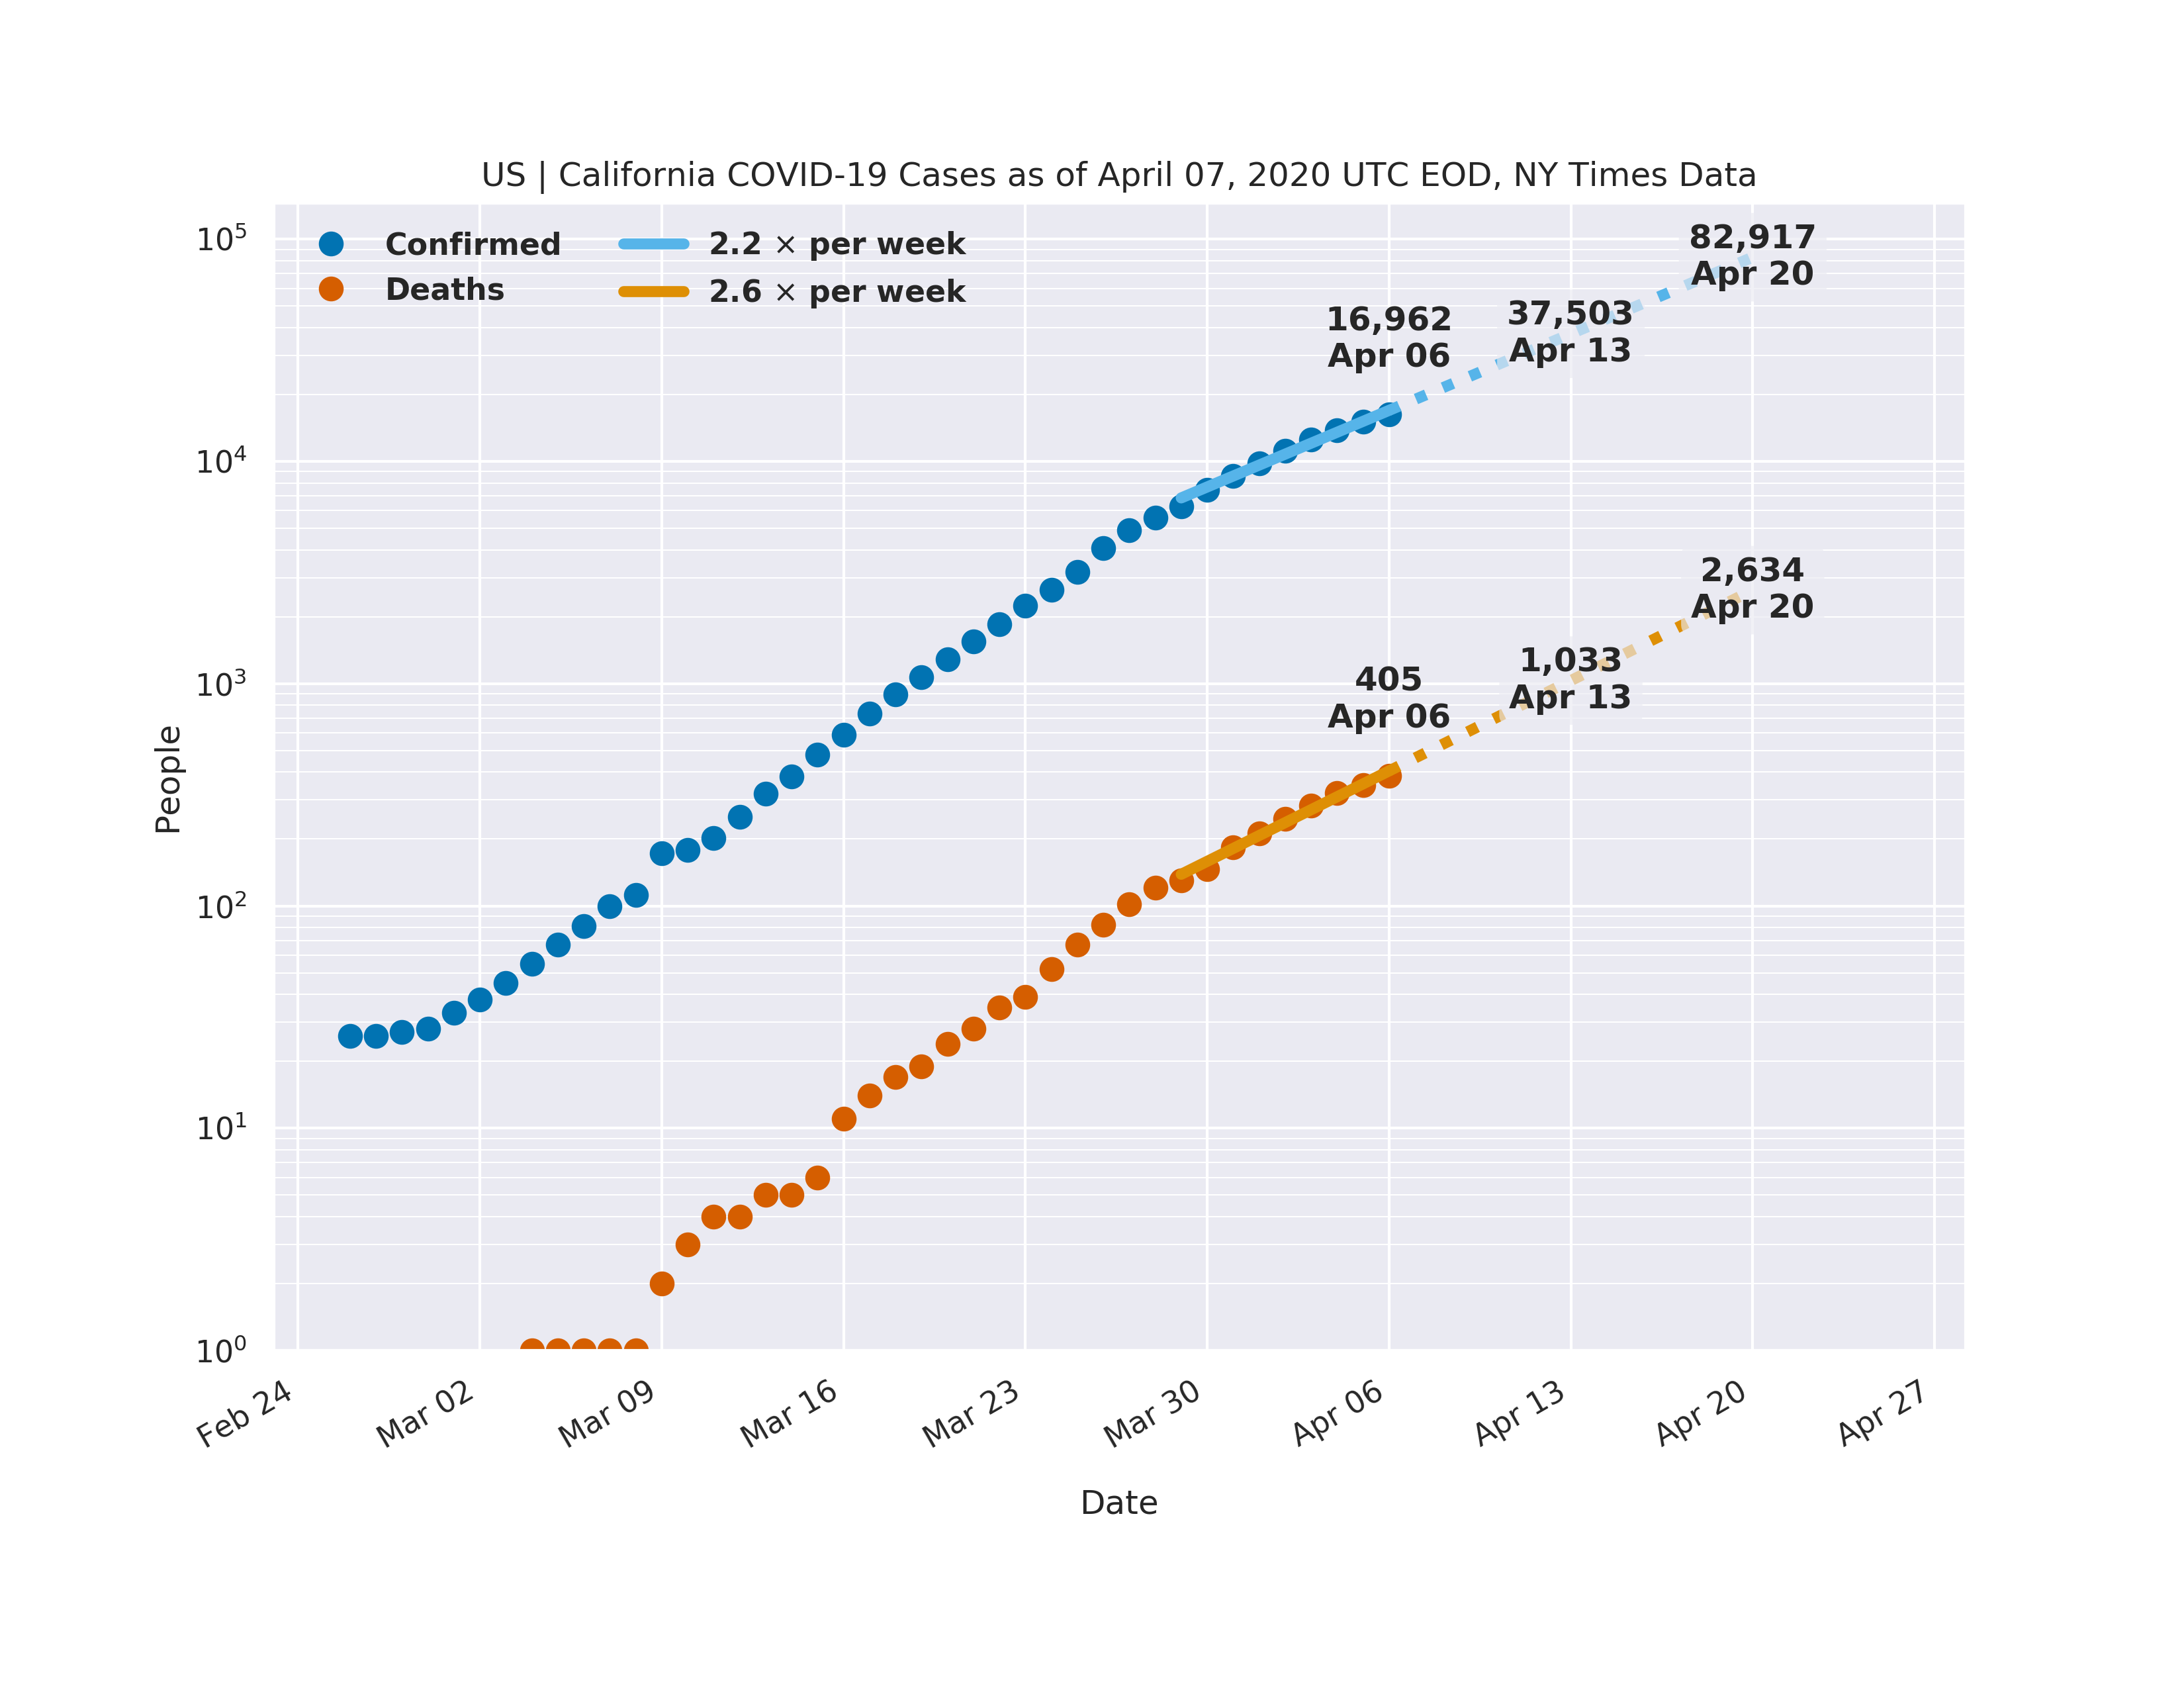 US | California COVID-19 Cases as of April 07, 2020 UTC EOD, NY Times Data
Confirmed
Deaths
2.2 × per week
2.6 × per week
82,917
Apr 20
16,962
Apr 06
37,503
Apr 13
2,634
Apr 20
405
Apr 06
1,033
Apr 13
People
10⁵
10⁴
10³
10²
10¹
10⁰
Feb 24
Mar 02
Mar 09
Mar 16
Mar 23
Mar 30
Apr 06
Apr 13
Apr 20
Apr 27
Date